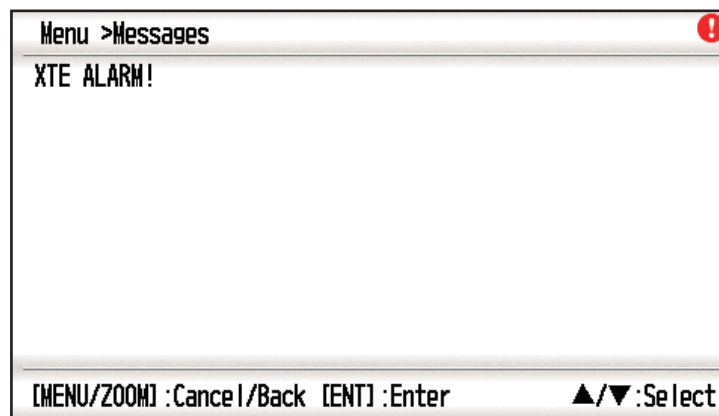 Menu >Messages
XTE ALARM!
[MENU/ZOOM]:Cancel/Back [ENT]:Enter ▲/▼:Select